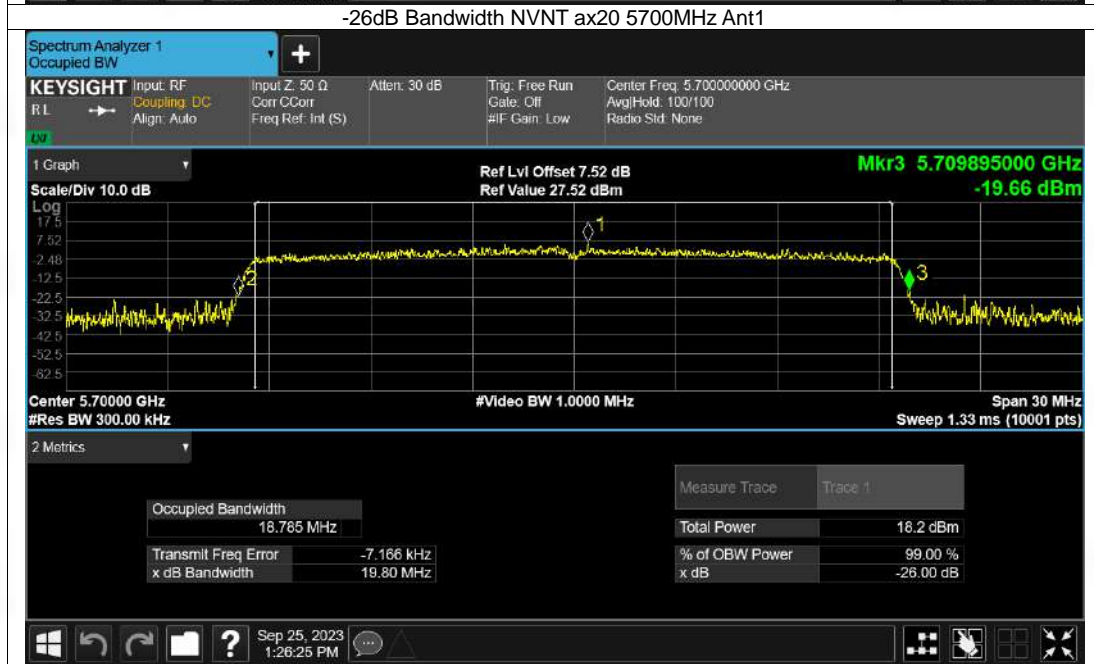 -26dB Bandwidth NVNT ax20 5700MHz Ant1
Spectrum Analyzer 1
Occupied BW
KEYSIGHT Input: RF Input Z: 50 Ω Atten: 30 dB Trig: Free Run Center Freq: 5.700000000 GHz
RL Coupling: DC Corr CCorr Gate: Off Avg|Hold: 100/100
Align: Auto Freq Ref: Int (S) #IF Gain: Low Radio Std: None
LXI
1 Graph Ref Lvl Offset 7.52 dB Mkr3 5.709895000 GHz
Scale/Div 10.0 dB Ref Value 27.52 dBm -19.66 dBm
Log
17.5
7.52
-2.48
-12.5
-22.5
-32.5
-42.5
-52.5
-62.5
1
2
3
Center 5.70000 GHz #Video BW 1.0000 MHz Span 30 MHz
#Res BW 300.00 kHz Sweep 1.33 ms (10001 pts)
2 Metrics
Measure Trace Trace 1
Occupied Bandwidth
18.785 MHz Total Power 18.2 dBm
Transmit Freq Error -7.166 kHz % of OBW Power 99.00 %
x dB Bandwidth 19.80 MHz x dB -26.00 dB
? Sep 25, 2023
1:26:25 PM